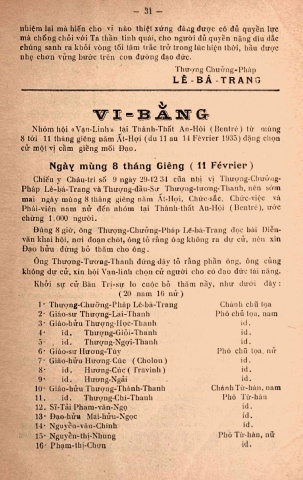 — 31 —
nhiệm lai mà hiến cho vì nào thiệt xứng đáng được có đủ quyền lực
mà chống chỏi với Tà thần tinh quái, cho người đủ quyền năng dìu dắc
chúng sanh ra khỏi vòng tối tăm trắc trở trong lúc hiện thời, hầu được
nhẹ chơn vững bước trên con đường đạo đức.
Thượng Chưởng-Pháp
LÊ-BÁ-TRANG
VI-BẰNG
Nhóm hội «Vạn-Linh» tại Thánh-Thất An-Hội (Bentré) từ mùng
8 tới 11 tháng giêng năm Ất-Hợi (du 11 au 14 Février 1935) đặng chọn
cử một vị cầm giềng mối Đạo.
Ngày mùng 8 tháng Giêng (11 Février)
Chiếu y Châu-tri số 9 ngày 29-12 34 của nhị vị Thượng-Chưởng-
Pháp Lê-bá-Trang và Thượng-đầu-Sư Thượng-tương-Thanh, nên sớm
mai ngày mùng 8 tháng giêng năm Ất-Hợi, Chức-sắc, Chức-việc và
Phái-viên nam nữ đến nhóm tại Thánh-thất An-Hội (Bentré), ước
chừng 1.000 người.
Đúng 8 giờ, ông Thượng-Chưởng-Pháp Lê-bá-Trang đọc bài Diễn-
văn khai hội, nơi đoạn chót, ông tỏ rằng ông không ra dự cử, nên xin
Đạo hữu đừng bỏ thăm cho ông.
Ông Thượng-Tương-Thanh đứng dậy tỏ rằng phần ông, ông cũng
không dự cử, xin hội Vạn-linh chọn cử người cho có đạo đức tài năng.
Khởi sự cử Bàn Trị-sự lo cuộc bỏ thăm nầy, như dưới đây :
(20 nam 16 nữ)
1· Thượng-Chưởng-Pháp Lê-bá-Trang Chánh chủ tọa
2· Giáo-sư Thượng-Lai-Thanh Phó chủ tọa, nam
3· Giáo-hữu Thượng-Học-Thanh id.
4· id. Thượng-Giỏi-Thanh id.
5· id. Thượng-Ngợi-Thanh id.
6· Giáo-sư Hương-Túy Phó chủ tọa, nữ
7· Giáo-hữu Hương-Cúc (Cholon) id.
8· id. Hương-Cúc (Travinh) id.
9· id. Hương-Ngãi id.
10· Giáo-hữu Thượng-Thành-Thanh Chánh Từ-hàn, nam
11· id. Thượng-Chi-Thanh Phó Từ-hàn
12· Sĩ-Tải Phạm-văn-Ngọ id.
13· Đạo-hữu Mai-hữu-Ngọc id.
14· Nguyễn-văn-Chinh id.
15· Nguyễn-thị-Nhung Phó Từ-hàn, nữ
16· Phạm-thị-Chơn id.